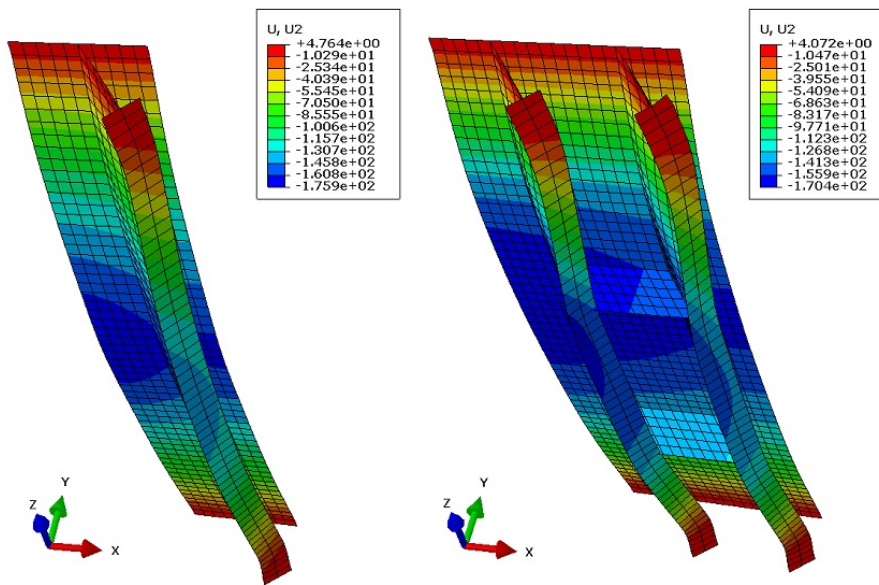 U, U2
+4.764e+00
-1.029e+01
-2.534e+01
-4.039e+01
-5.545e+01
-7.050e+01
-8.555e+01
-1.006e+02
-1.157e+02
-1.307e+02
-1.458e+02
-1.608e+02
-1.759e+02
Y
Z
X
U, U2
+4.072e+00
-1.047e+01
-2.501e+01
-3.955e+01
-5.409e+01
-6.863e+01
-8.317e+01
-9.771e+01
-1.123e+02
-1.268e+02
-1.413e+02
-1.559e+02
-1.704e+02
Y
Z
X